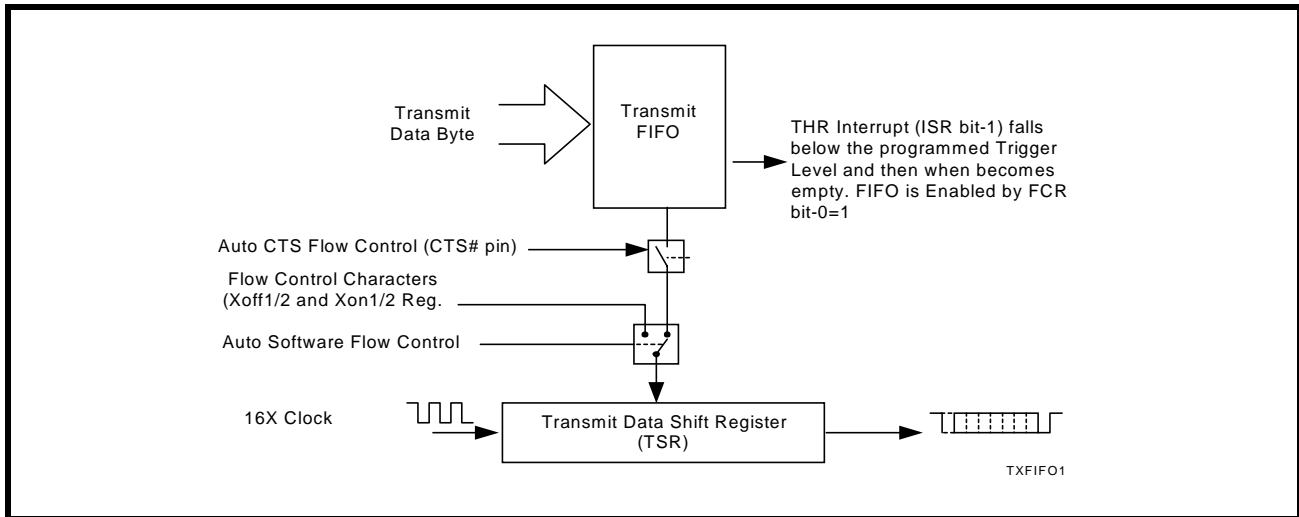 Transmit
Data Byte
Transmit
FIFO
THR Interrupt (ISR bit-1) falls
below the programmed Trigger
Level and then when becomes
empty. FIFO is Enabled by FCR
bit-0=1
Auto CTS Flow Control (CTS# pin)
Flow Control Characters
(Xoff1/2 and Xon1/2 Reg.
Auto Software Flow Control
16X Clock
Transmit Data Shift Register
(TSR)
TXFIFO1